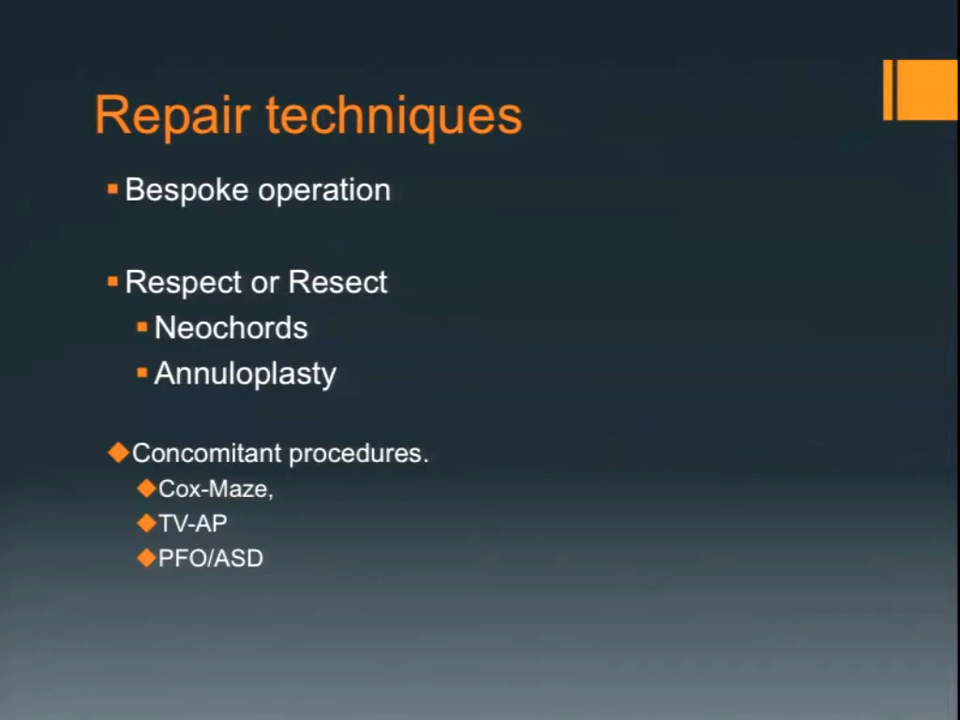 Repair techniques
Bespoke operation
Respect or Resect
Neochords
Annuloplasty
Concomitant procedures.
Cox-Maze,
TV-AP
PFO/ASD